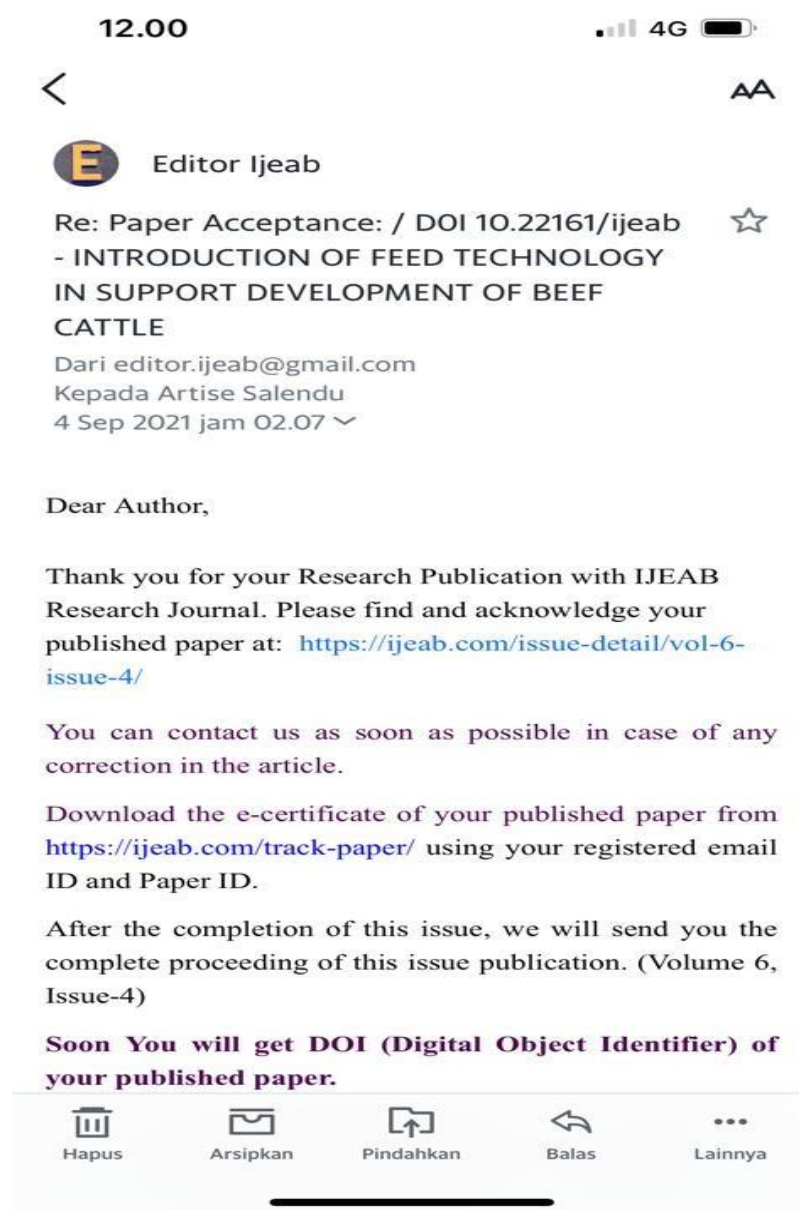 12.00
4G
AA
E
Editor Ijeab
Re: Paper Acceptance: / DOI 10.22161/ijeab
- INTRODUCTION OF FEED TECHNOLOGY
IN SUPPORT DEVELOPMENT OF BEEF
CATTLE
Dari editor.ijeab@gmail.com
Kepada Artise Salendu
4 Sep 2021 jam 02.07
Dear Author,
Thank you for your Research Publication with IJEAB
Research Journal. Please find and acknowledge your
published paper at: https://ijeab.com/issue-detail/vol-6-
issue-4/
You can contact us as soon as possible in case of any
correction in the article.
Download the e-certificate of your published paper from
https://ijeab.com/track-paper/ using your registered email
ID and Paper ID.
After the completion of this issue, we will send you the
complete proceeding of this issue publication. (Volume 6,
Issue-4)
Soon You will get DOI (Digital Object Identifier) of
your published paper.
Hapus Arsipkan Pindahkan Balas Lainnya